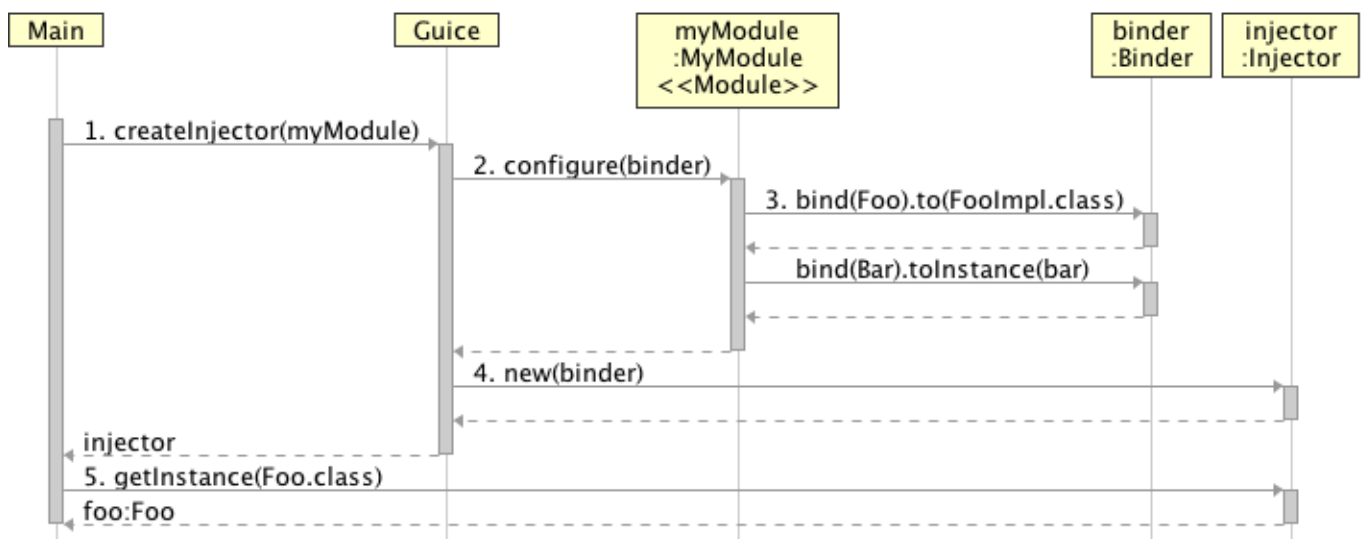 Main
Guice
myModule
:MyModule
<<Module>>
binder
:Binder
injector
:Injector
1. createInjector(myModule)
2. configure(binder)
3. bind(Foo).to(FooImpl.class)
bind(Bar).toInstance(bar)
4. new(binder)
injector
5. getInstance(Foo.class)
foo:Foo